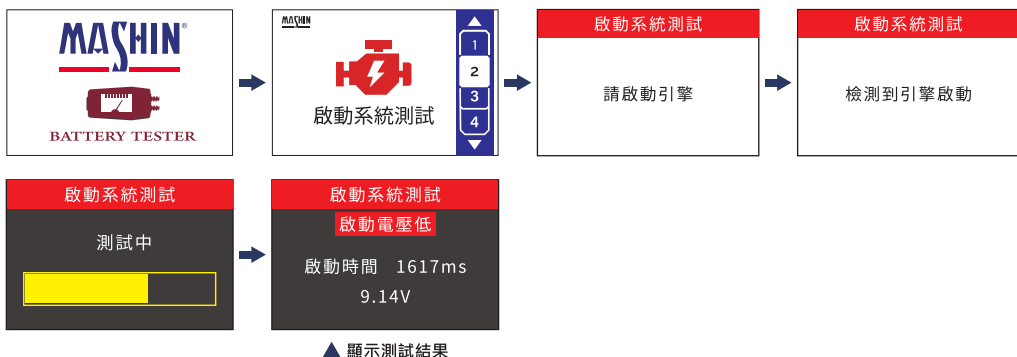 MASHIN®
BATTERY TESTER
MASHIN
啟動系統測試
1
2
3
4
啟動系統測試
請啟動引擎
啟動系統測試
檢測到引擎啟動
啟動系統測試
測試中
啟動系統測試
啟動電壓低
啟動時間 1617ms
9.14V
▲ 顯示測試結果